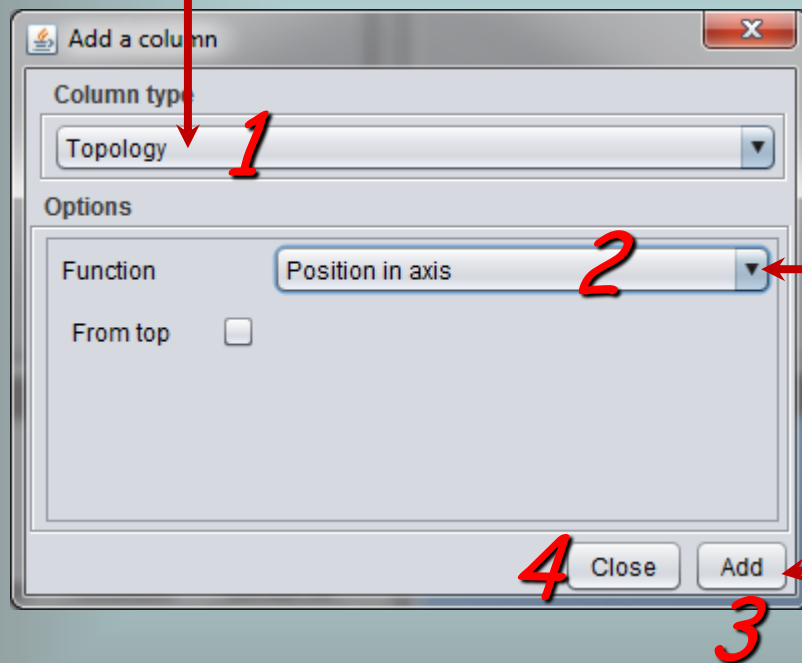 Add a column
Column type
Topology 1
Options
Function Position in axis 2
From top
4 Close Add
3